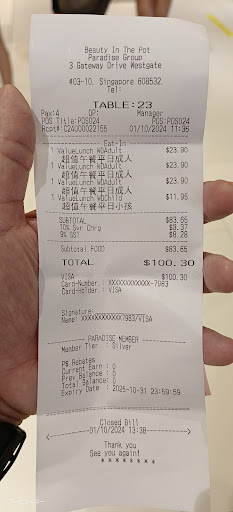 Beauty In The Pot
Paradise Group
3 Gateway Drive Westgate
#03-10. Singapore 608532.
Tel:
TABLE:23
Pax:4 OP: Manager
POS Title:POS024 POS:POS024
Rcpt#:C24000022155 01/10/2024 11:36
Eat-In
1 ValueLunch WDAdult $23.90
超值午餐平日成人
1 ValueLunch WDAdult $23.90
超值午餐平日成人
1 ValueLunch WDAdult $23.90
超值午餐平日成人
1 ValueLunch WDChild $11.95
超值午餐平日小孩
SUBTOTAL $83.65
10% Svr Chrg $8.37
9% GST $8.28
Subtotal FOOD $83.65
TOTAL $100.30
VISA $100.30
Card-Number : XXXXXXXXXXXX-7983
Card-Holder : VISA
Signature:
Name: XXXXXXXXXXXX7983/VISA
PARADISE MEMBER
Member Tier : Silver
P$ Rebates
Current Earn : 0
Prev Balance : 0
Total Balance: 0
Expiry Date : 2025-10-31 23:59:59
Closed Bill
01/10/2024 13:38
Thank you
See you again!
* * * * * * * *